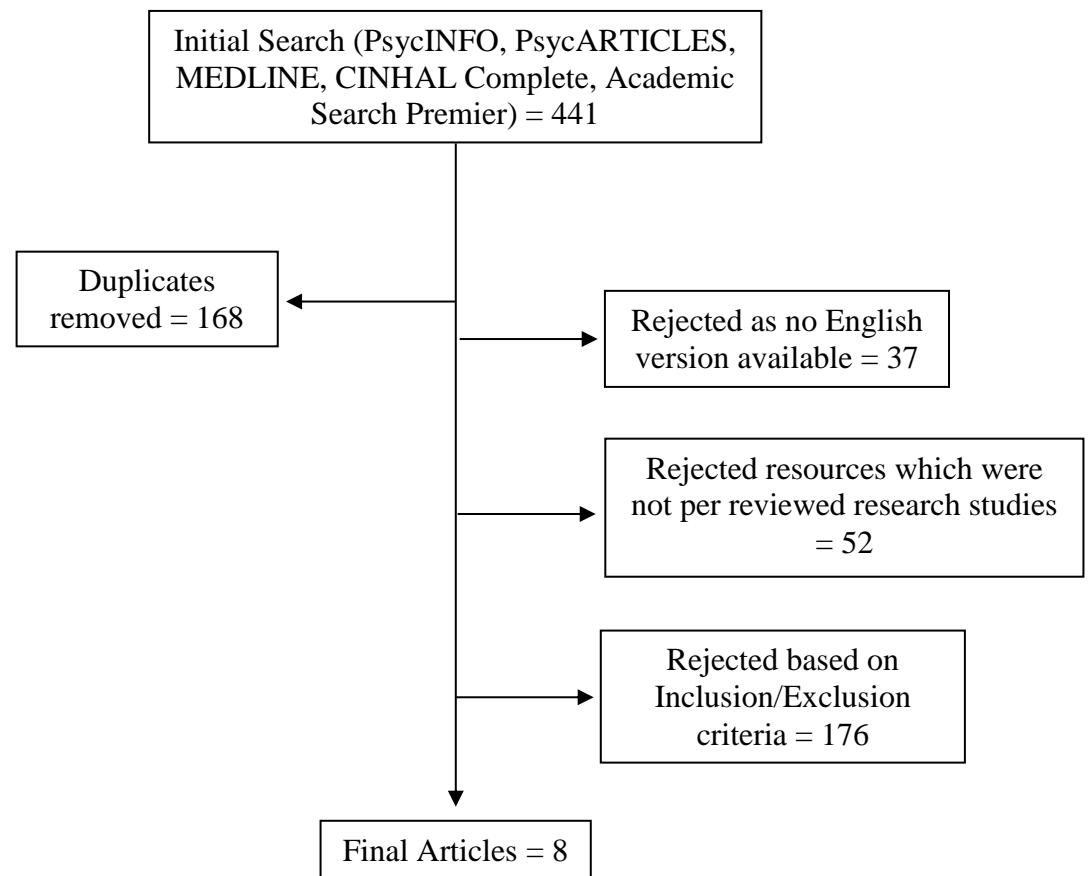 Initial Search (PsycINFO, PsycARTICLES,
MEDLINE, CINHAL Complete, Academic
Search Premier) = 441
Duplicates
removed = 168
Rejected as no English
version available = 37
Rejected resources which were
not per reviewed research studies
= 52
Rejected based on
Inclusion/Exclusion
criteria = 176
Final Articles = 8